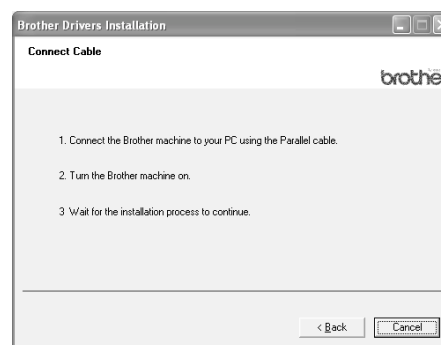 Brother Drivers Installation
Connect Cable
brothe
1. Connect the Brother machine to your PC using the Parallel cable.
2. Turn the Brother machine on.
3 Wait for the installation process to continue.
< Back
Cancel